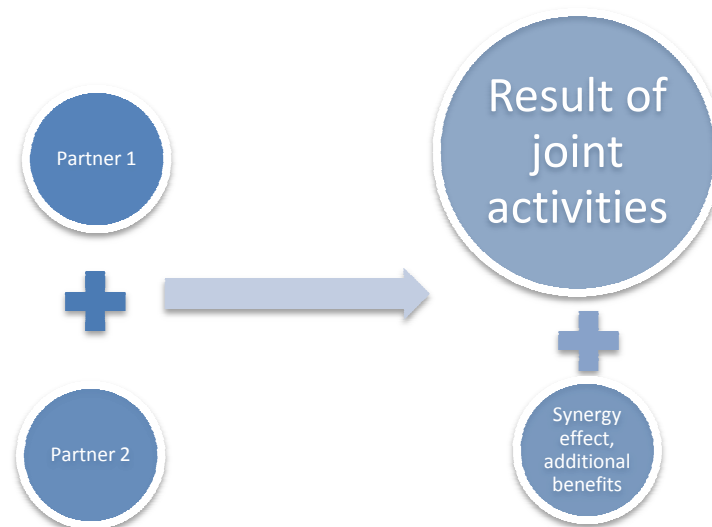 Partner 1
Partner 2
Result of
joint
activities
Synergy
effect,
additional
benefits